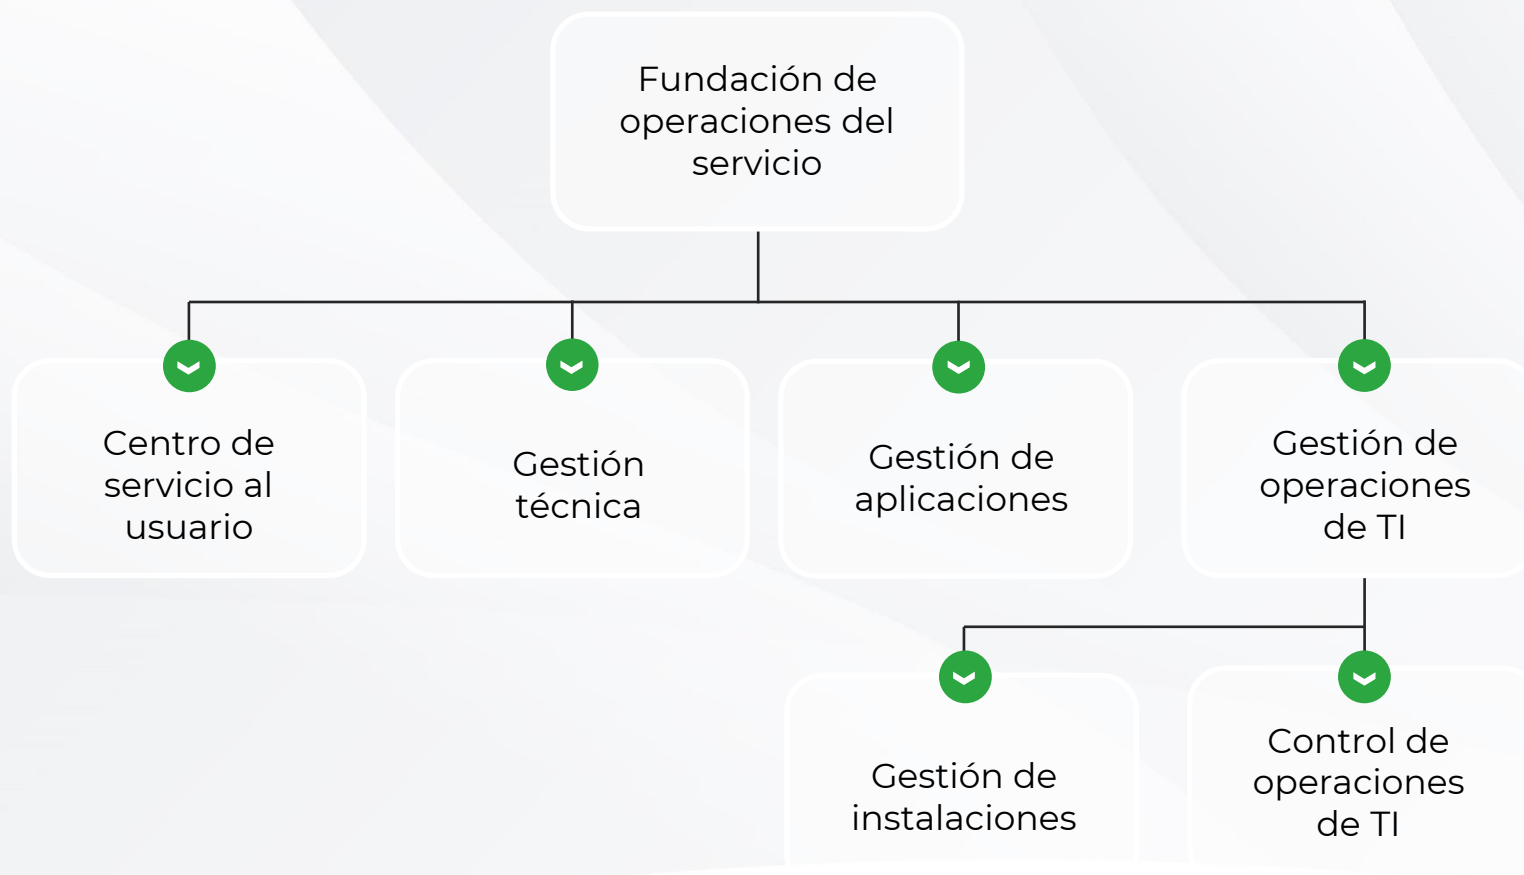 Fundación de
operaciones del
servicio
Centro de
servicio al
usuario
Gestión
técnica
Gestión de
aplicaciones
Gestión de
operaciones
de TI
Gestión de
instalaciones
Control de
operaciones
de TI